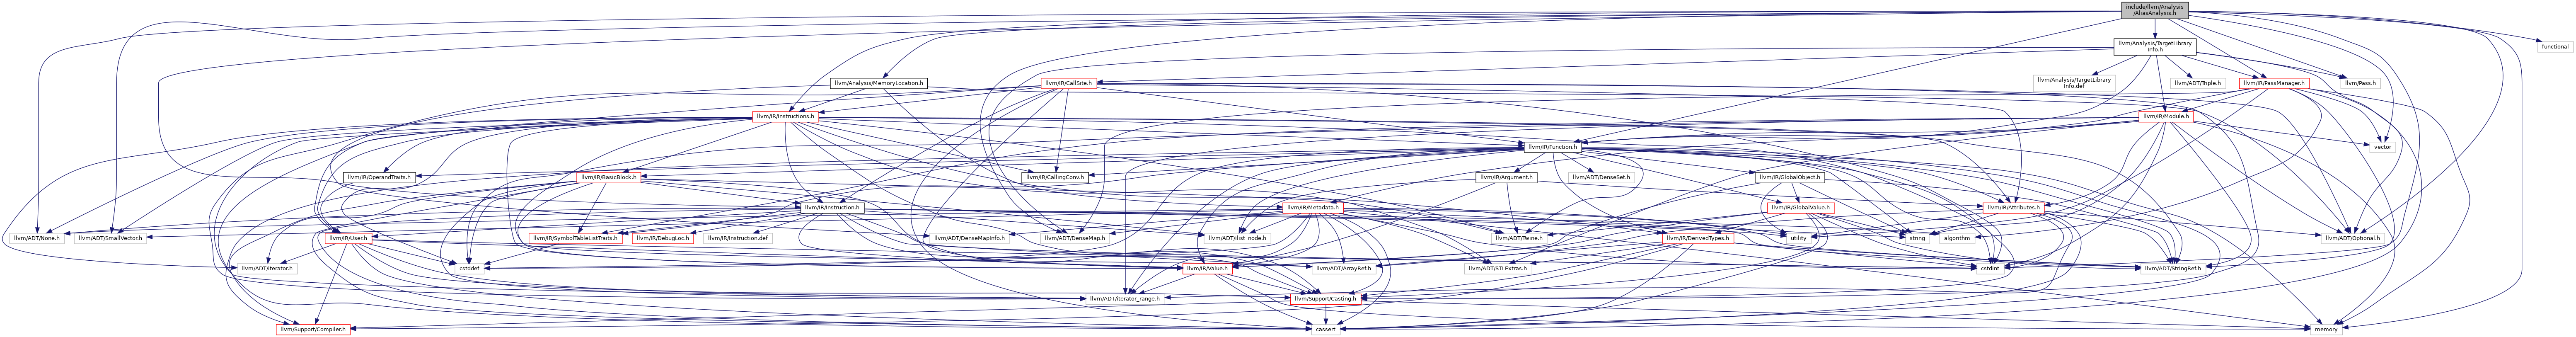 include/llvm/Analysis
/AliasAnalysis.h
functional
llvm/Analysis/TargetLibrary
Info.h
llvm/Analysis/MemoryLocation.h
llvm/IR/CallSite.h
llvm/Analysis/TargetLibrary
Info.def
llvm/ADT/Triple.h
llvm/IR/PassManager.h
llvm/Pass.h
llvm/IR/Instructions.h
llvm/IR/Module.h
llvm/IR/Function.h
vector
llvm/IR/OperandTraits.h
llvm/IR/BasicBlock.h
llvm/IR/CallingConv.h
llvm/IR/Argument.h
llvm/ADT/DenseSet.h
llvm/IR/GlobalObject.h
llvm/IR/Instruction.h
llvm/IR/Metadata.h
llvm/IR/GlobalValue.h
llvm/IR/Attributes.h
llvm/ADT/None.h
llvm/ADT/SmallVector.h
llvm/IR/User.h
llvm/IR/SymbolTableListTraits.h
llvm/IR/DebugLoc.h
llvm/IR/Instruction.def
llvm/ADT/DenseMapInfo.h
llvm/ADT/DenseMap.h
llvm/ADT/ilist_node.h
llvm/ADT/Twine.h
llvm/IR/DerivedTypes.h
utility
string
algorithm
llvm/ADT/Optional.h
llvm/ADT/iterator.h
cstddef
llvm/IR/Value.h
llvm/ADT/ArrayRef.h
llvm/ADT/STLExtras.h
cstdint
llvm/ADT/StringRef.h
llvm/ADT/iterator_range.h
llvm/Support/Casting.h
llvm/Support/Compiler.h
cassert
memory